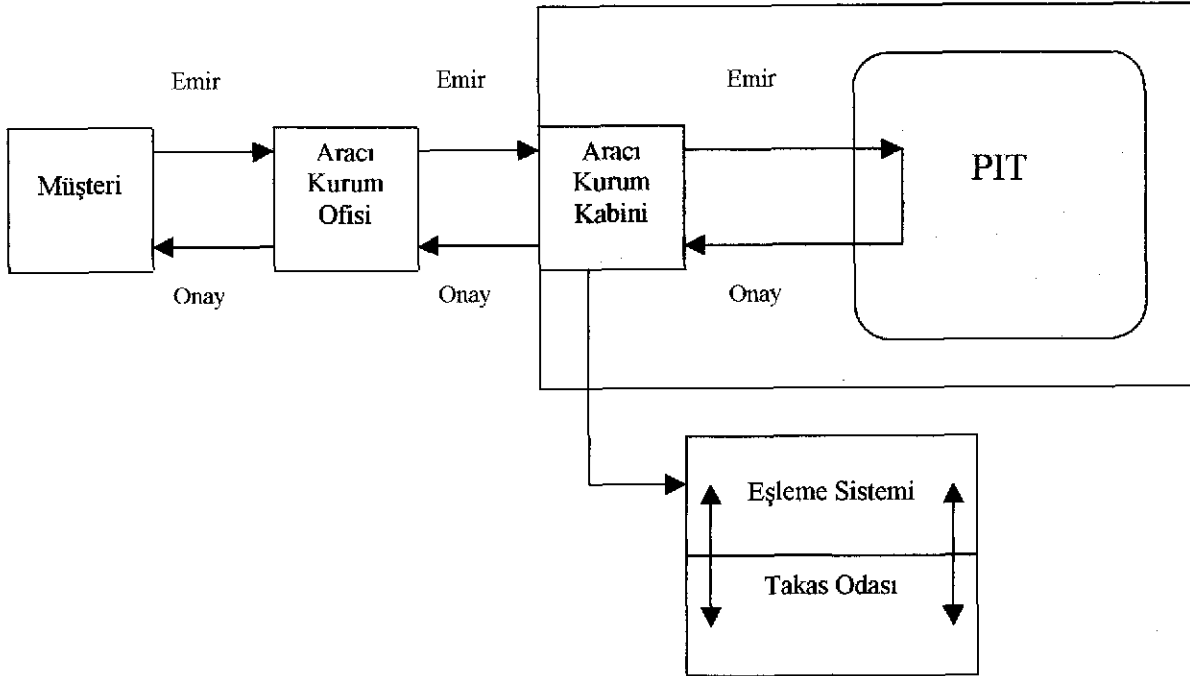 Emir
Emir
Emir
Müşteri
Aracı
Kurum
Ofisi
Aracı
Kurum
Kabini
PIT
Onay
Onay
Onay
Eşleme Sistemi
Takas Odası